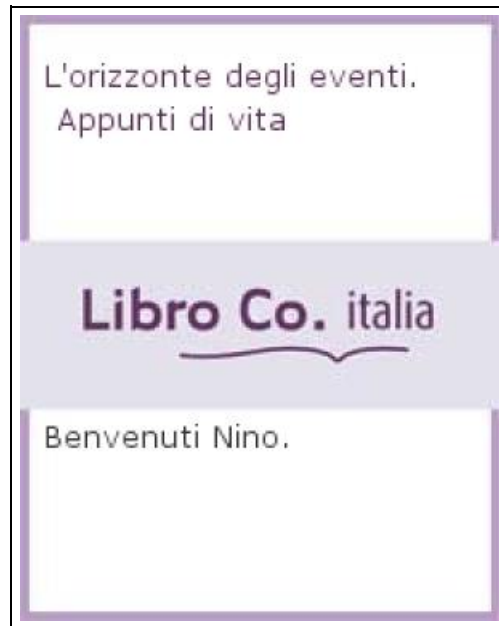 L'orizzonte degli eventi.
Appunti di vita
Libro Co. italia
Benvenuti Nino.